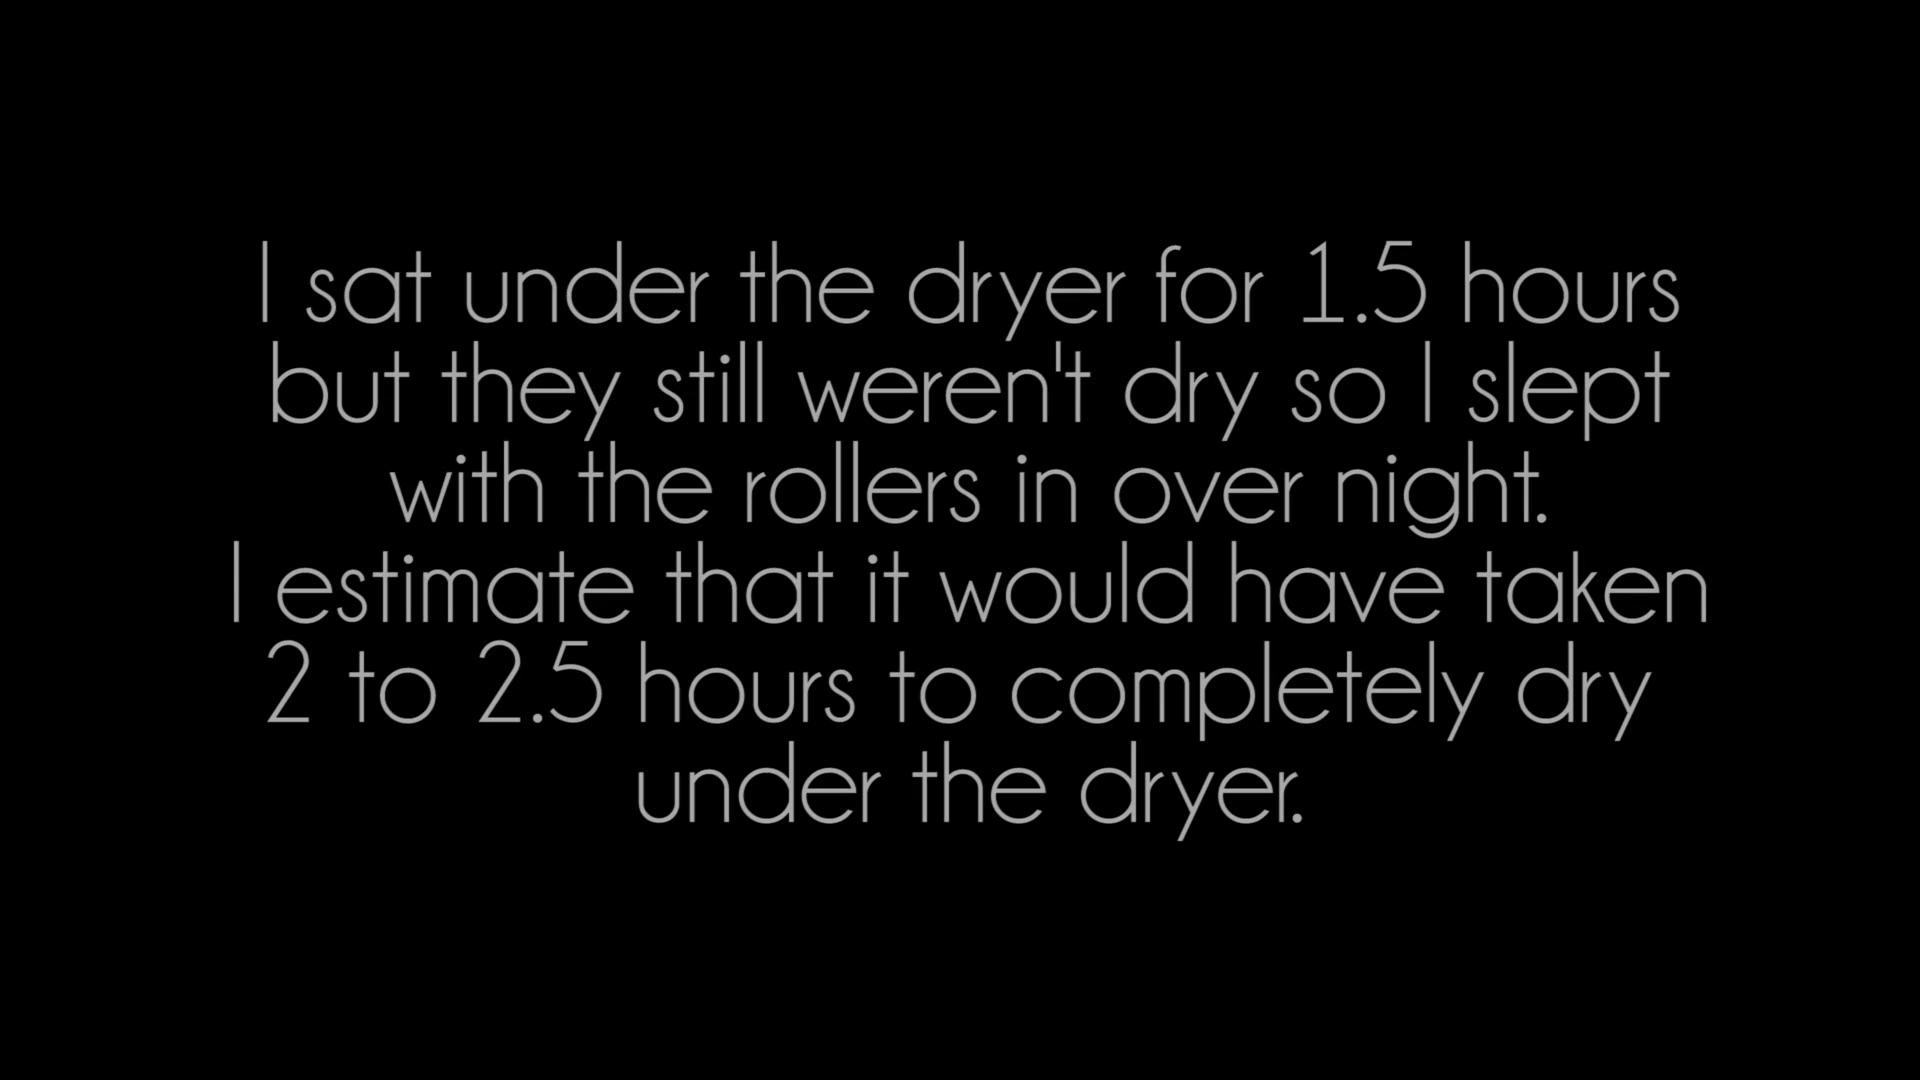 I sat under the dryer for 1.5 hours
but they still weren't dry so I slept
with the rollers in over night.
I estimate that it would have taken
2 to 2.5 hours to completely dry
under the dryer.